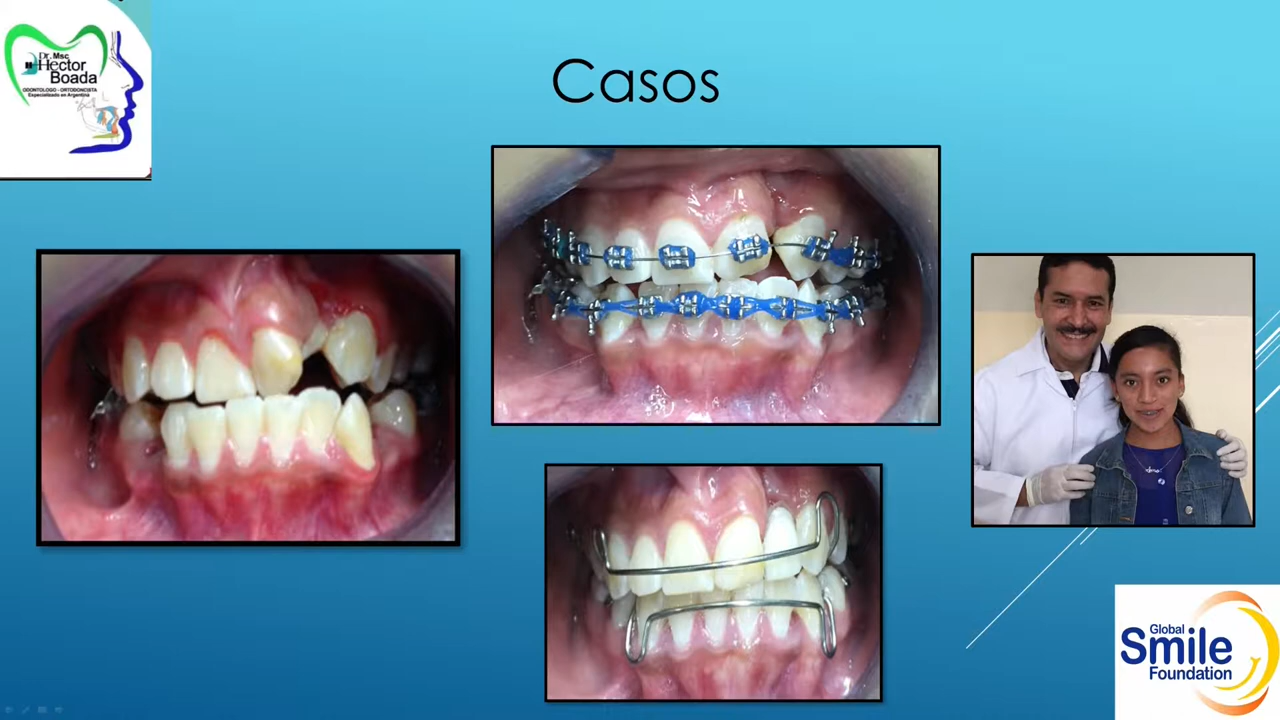 Dr. Msc
Hector
Boada
ODONTOLOGO - ORTODONCISTA
Especializado en Argentina
Casos
Global
Smile
Foundation